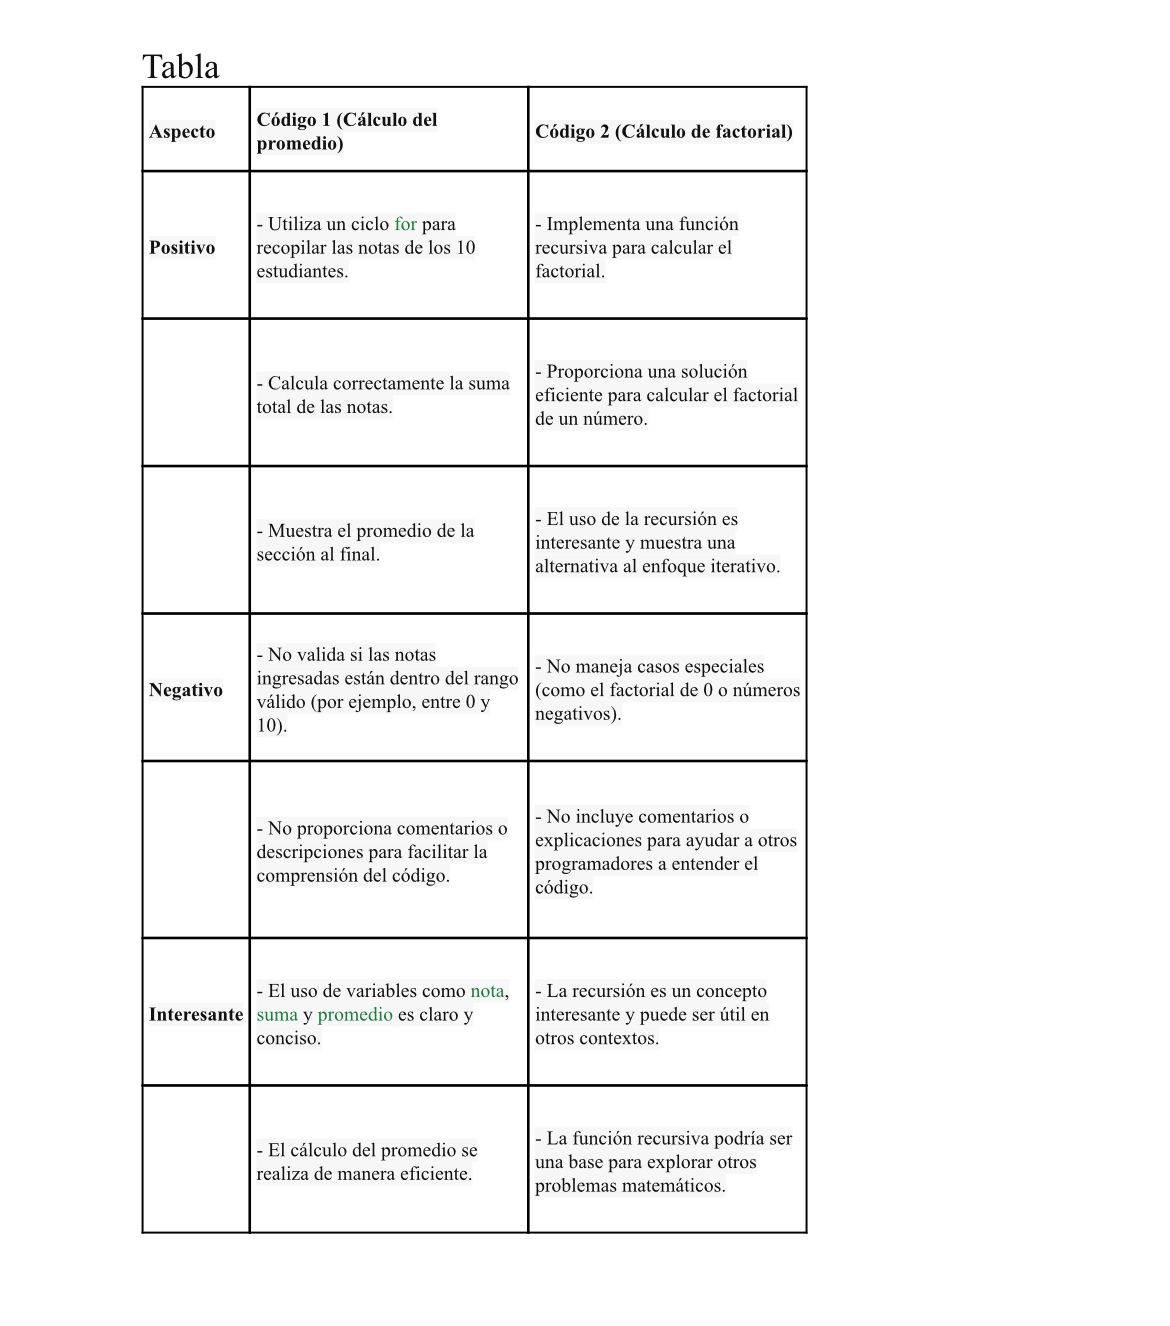 Tabla
Aspecto
Código 1 (Cálculo del
promedio)
Código 2 (Cálculo de factorial)
Positivo
- Utiliza un ciclo for para
recopilar las notas de los 10
estudiantes.
- Implementa una función
recursiva para calcular el
factorial.
- Calcula correctamente la suma
total de las notas.
- Proporciona una solución
eficiente para calcular el factorial
de un número.
- Muestra el promedio de la
sección al final.
- El uso de la recursión es
interesante y muestra una
alternativa al enfoque iterativo.
Negativo
- No valida si las notas
ingresadas están dentro del rango
válido (por ejemplo, entre 0 y
10).
- No maneja casos especiales
(como el factorial de 0 o números
negativos).
- No proporciona comentarios o
descripciones para facilitar la
comprensión del código.
- No incluye comentarios o
explicaciones para ayudar a otros
programadores a entender el
código.
Interesante
- El uso de variables como nota,
suma y promedio es claro y
conciso.
- La recursión es un concepto
interesante y puede ser útil en
otros contextos.
- El cálculo del promedio se
realiza de manera eficiente.
- La función recursiva podría ser
una base para explorar otros
problemas matemáticos.